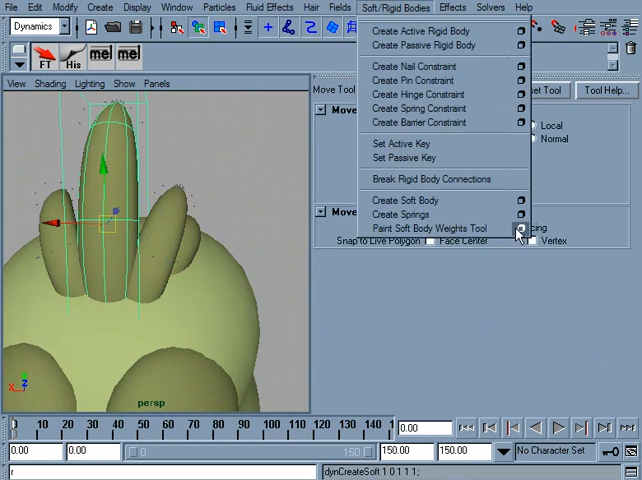 Edit Modify Create Display Window Particles Fluid Effects Hair Fields Soft/Rigid Bodies Effects Solvers Help
Dynamics
FT His mel mel
View Shading Lighting Show Panels
Create Active Rigid Body
Create Passive Rigid Body
Create Nail Constraint
Create Pin Constraint
Create Hinge Constraint
Create Spring Constraint
Create Barrier Constraint
Set Active Key
Set Passive Key
Break Rigid Body Connections
Create Soft Body
Create Springs
Paint Soft Body Weights Tool
Move Tool
Tool Help...
Local
Normal
Snap to Live Polygon Face Center Vertex
persp
10 20 30 40 50 60 70 80 90 100 110 120 130 140 0.00
0.00 0.00 0 150 150.00 150.00 No Character Set
r dynCreateSoft 1 0 1 1 1;